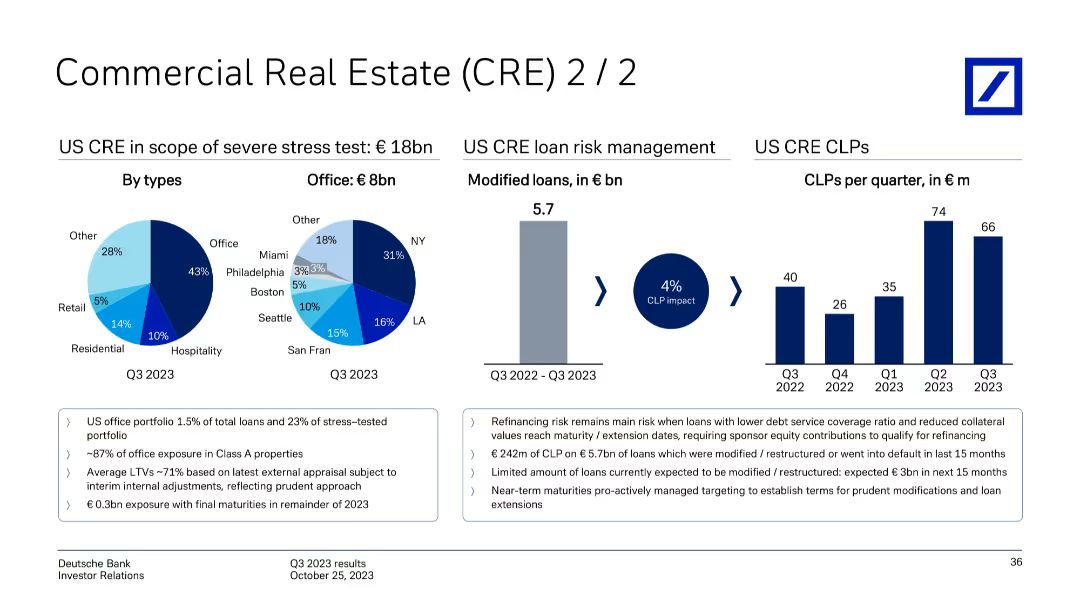 Commercial Real Estate (CRE) 2 / 2
US CRE in scope of severe stress test: € 18bn
By types
Office: € 8bn
Other
28%
Office
43%
Retail
5%
14%
10%
Residential
Hospitality
Q3 2023
Other
18%
NY
31%
Miami
3%
Philadelphia
3%
Boston
5%
Seattle
10%
LA
16%
15%
San Fran
Q3 2023
US CRE loan risk management
Modified loans, in € bn
5.7
Q3 2022 - Q3 2023
4%
CLP impact
US CRE CLPs
CLPs per quarter, in € m
40
26
35
74
66
Q3 2022
Q4 2022
Q1 2023
Q2 2023
Q3 2023
US office portfolio 1.5% of total loans and 23% of stress–tested
portfolio
~87% of office exposure in Class A properties
Average LTVs ~71% based on latest external appraisal subject to
interim internal adjustments, reflecting prudent approach
€ 0.3bn exposure with final maturities in remainder of 2023
Refinancing risk remains main risk when loans with lower debt service coverage ratio and reduced collateral
values reach maturity / extension dates, requiring sponsor equity contributions to qualify for refinancing
€ 242m of CLP on € 5.7bn of loans which were modified / restructured or went into default in last 15 months
Limited amount of loans currently expected to be modified / restructured: expected € 3bn in next 15 months
Near-term maturities pro-actively managed targeting to establish terms for prudent modifications and loan
extensions
Deutsche Bank
Investor Relations
Q3 2023 results
October 25, 2023
36